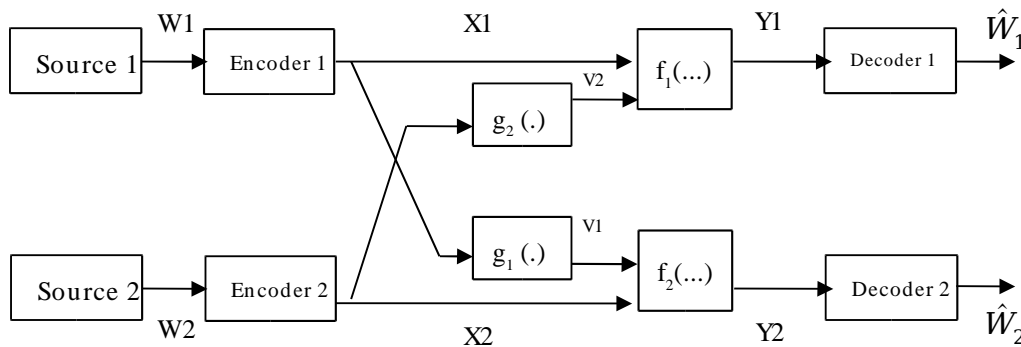 W1
X1
Y1
Ŵ₁
Source 1
Encoder 1
f₁(...)
Decoder 1
V2
g₂ (.)
V1
g₁ (.)
Source 2
Encoder 2
f₂(...)
Decoder 2
W2
X2
Y2
Ŵ₂